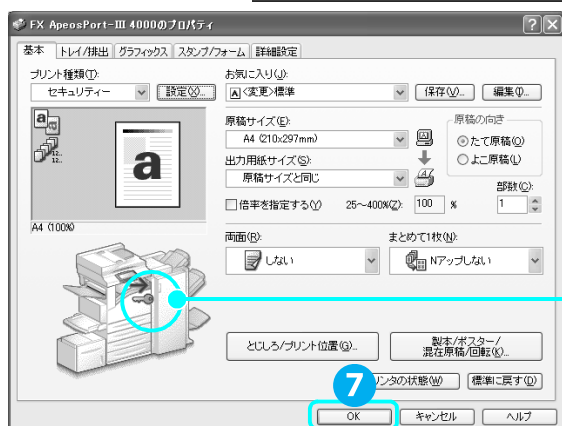 FX ApeosPort-III 4000のプロパティ
基本 トレイ/排出 グラフィックス スタンプ/フォーム 詳細設定
プリント種類(T):
セキュリティー 設定(X)...
お気に入り(J):
A <変更>標準 保存(V)... 編集(I)...
原稿サイズ(E):
A4 (210x297mm)
出力用紙サイズ(S):
原稿サイズと同じ
原稿の向き
たて原稿(O)
よこ原稿(L)
部数(C):
倍率を指定する(Y) 25～400%(Z): 100 % 1
a
12..
12..
a
A4 (100%)
両面(R): まとめて1枚(N):
しない Nアップしない
とじしろ/プリント位置(G)... 製本/ポスター/
混在原稿/回転(K)...
7
ンタの状態(W) 標準に戻す(D)
OK キャンセル ヘルプ